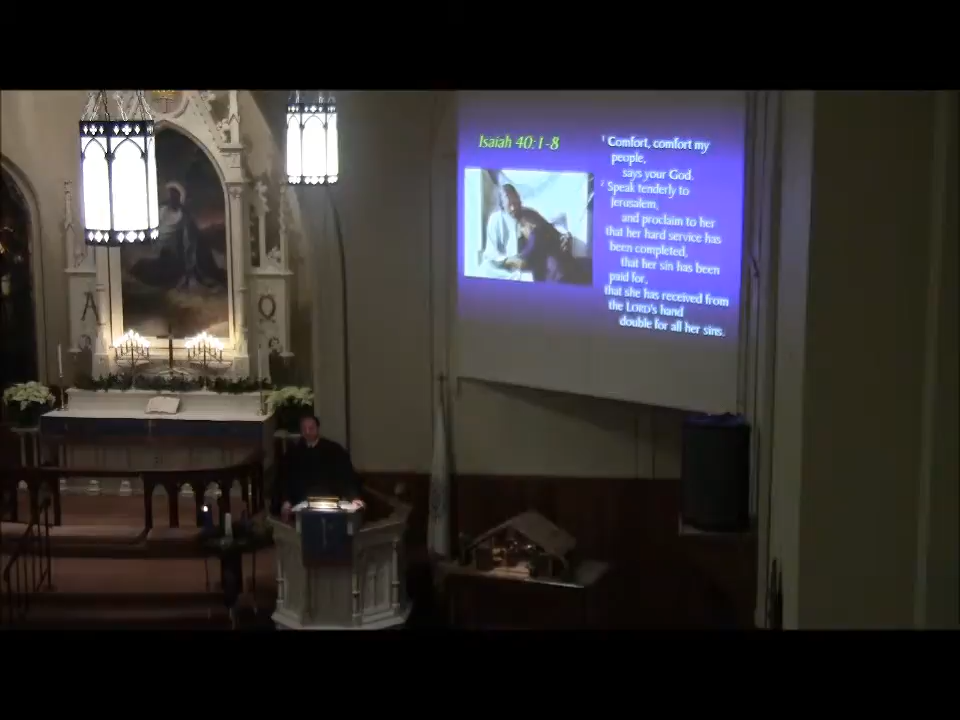 Isaiah 40:1-8
1 Comfort, comfort my
people,
says your God.
2 Speak tenderly to
Jerusalem,
and proclaim to her
that her hard service has
been completed,
that her sin has been
paid for,
that she has received from
the LORD's hand
double for all her sins.
Α
Ω